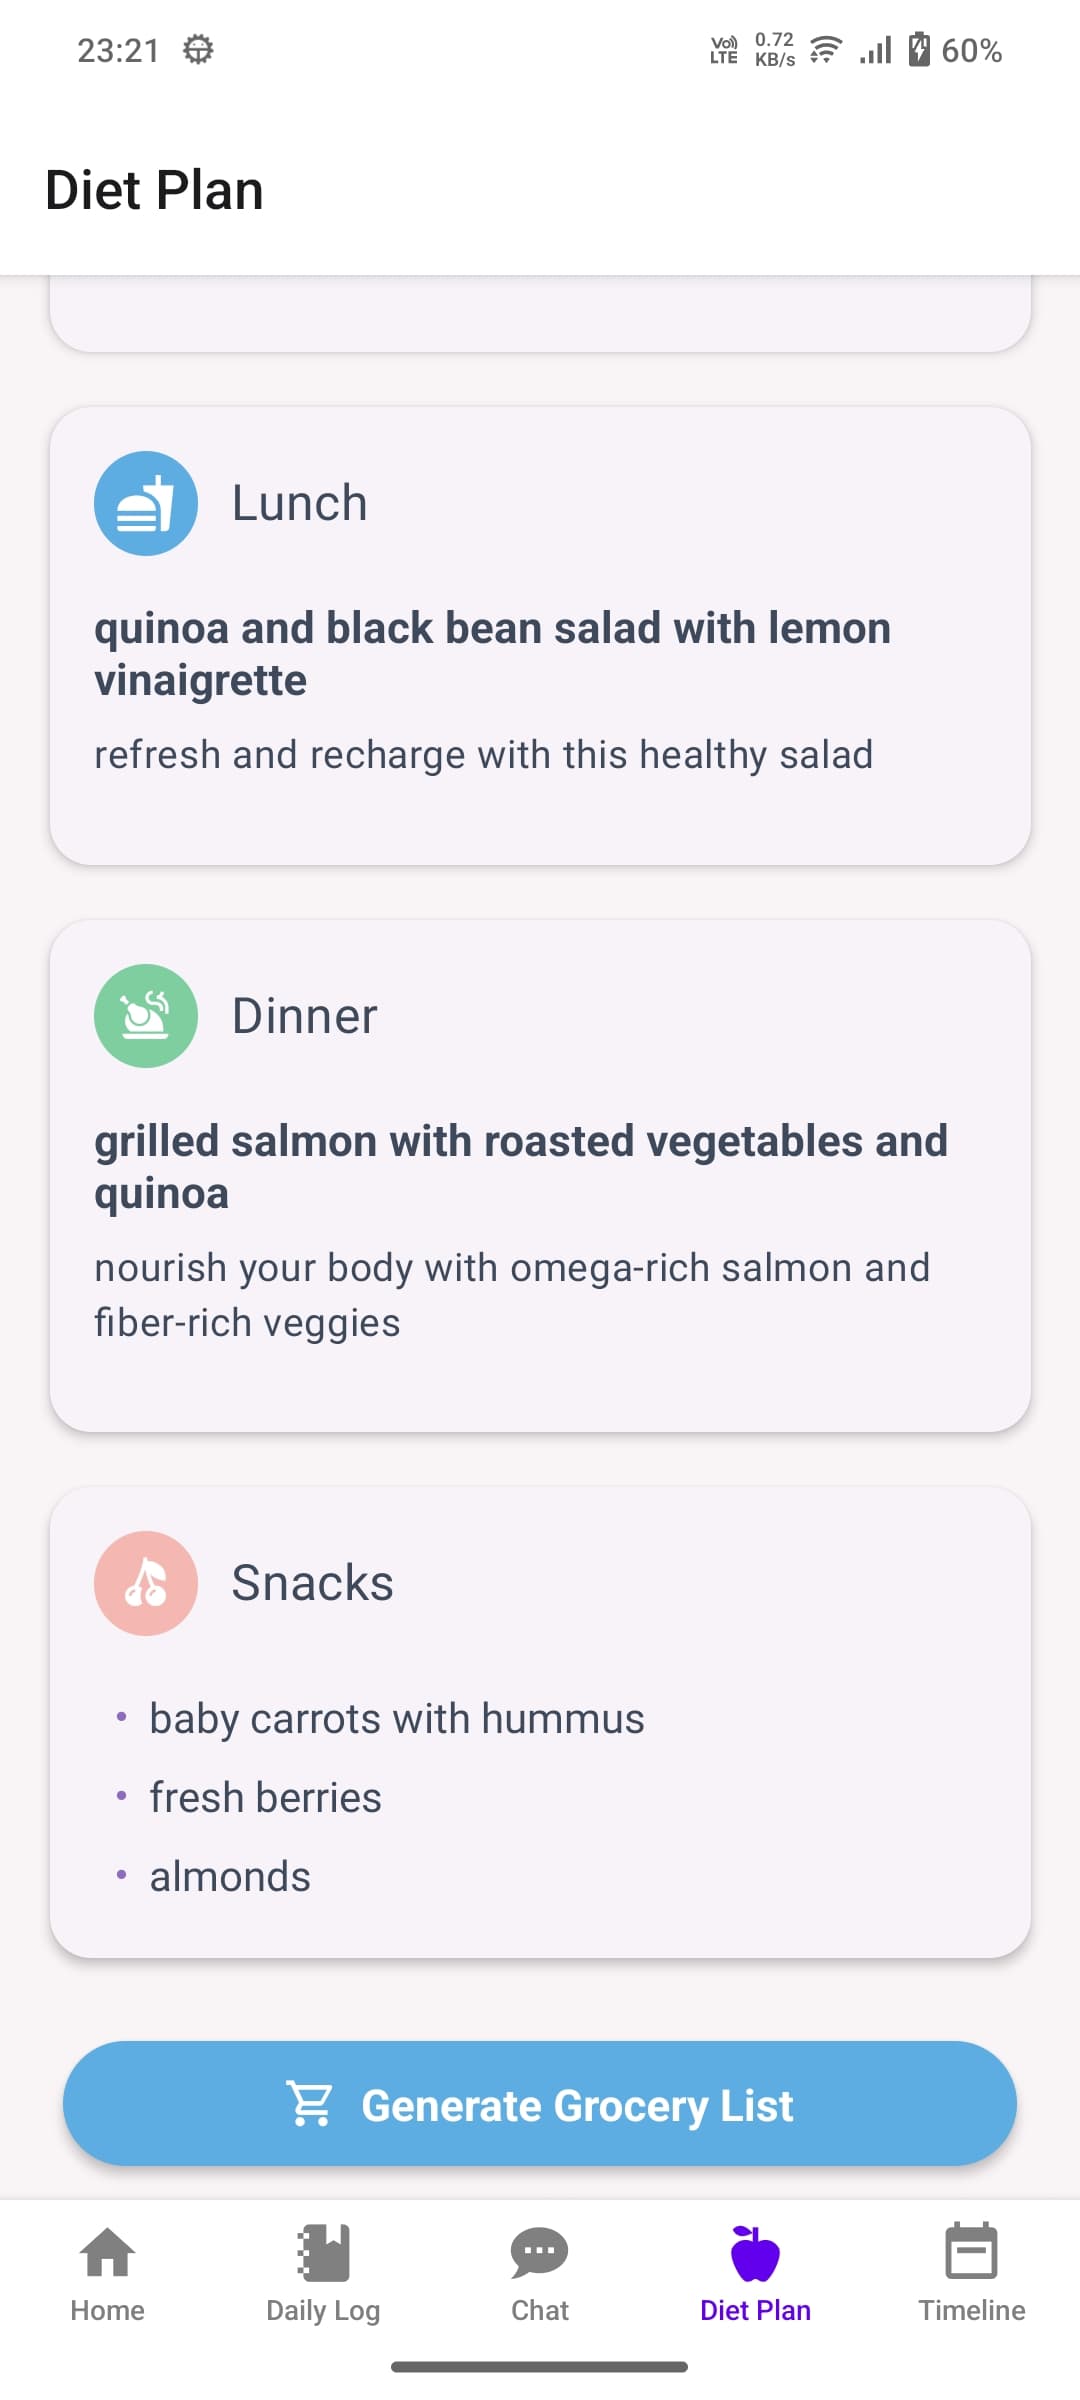 23:21
Vo)) LTE 0.72 KB/s 60%
Diet Plan
Lunch
quinoa and black bean salad with lemon
vinaigrette
refresh and recharge with this healthy salad
Dinner
grilled salmon with roasted vegetables and
quinoa
nourish your body with omega-rich salmon and
fiber-rich veggies
Snacks
• baby carrots with hummus
• fresh berries
• almonds
Generate Grocery List
Home Daily Log Chat Diet Plan Timeline